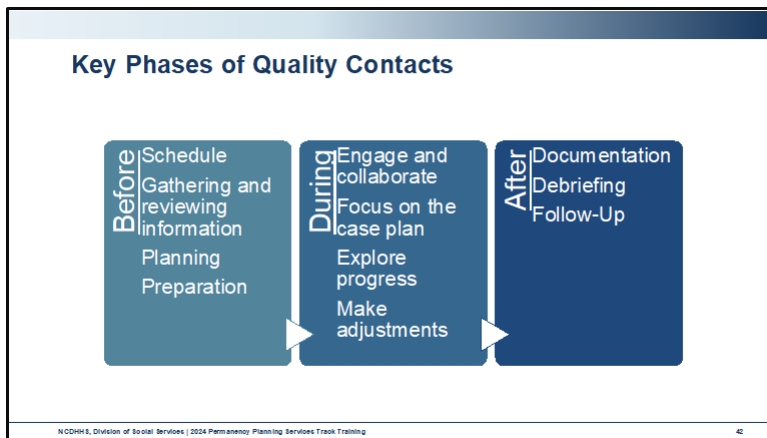 Key Phases of Quality Contacts
Before
Schedule
Gathering and
reviewing
information
Planning
Preparation
During
Engage and
collaborate
Focus on the
case plan
Explore
progress
Make
adjustments
After
Documentation
Debriefing
Follow-Up
NCDHHS, Division of Social Services | 2024 Permanency Planning Services Track Training
42